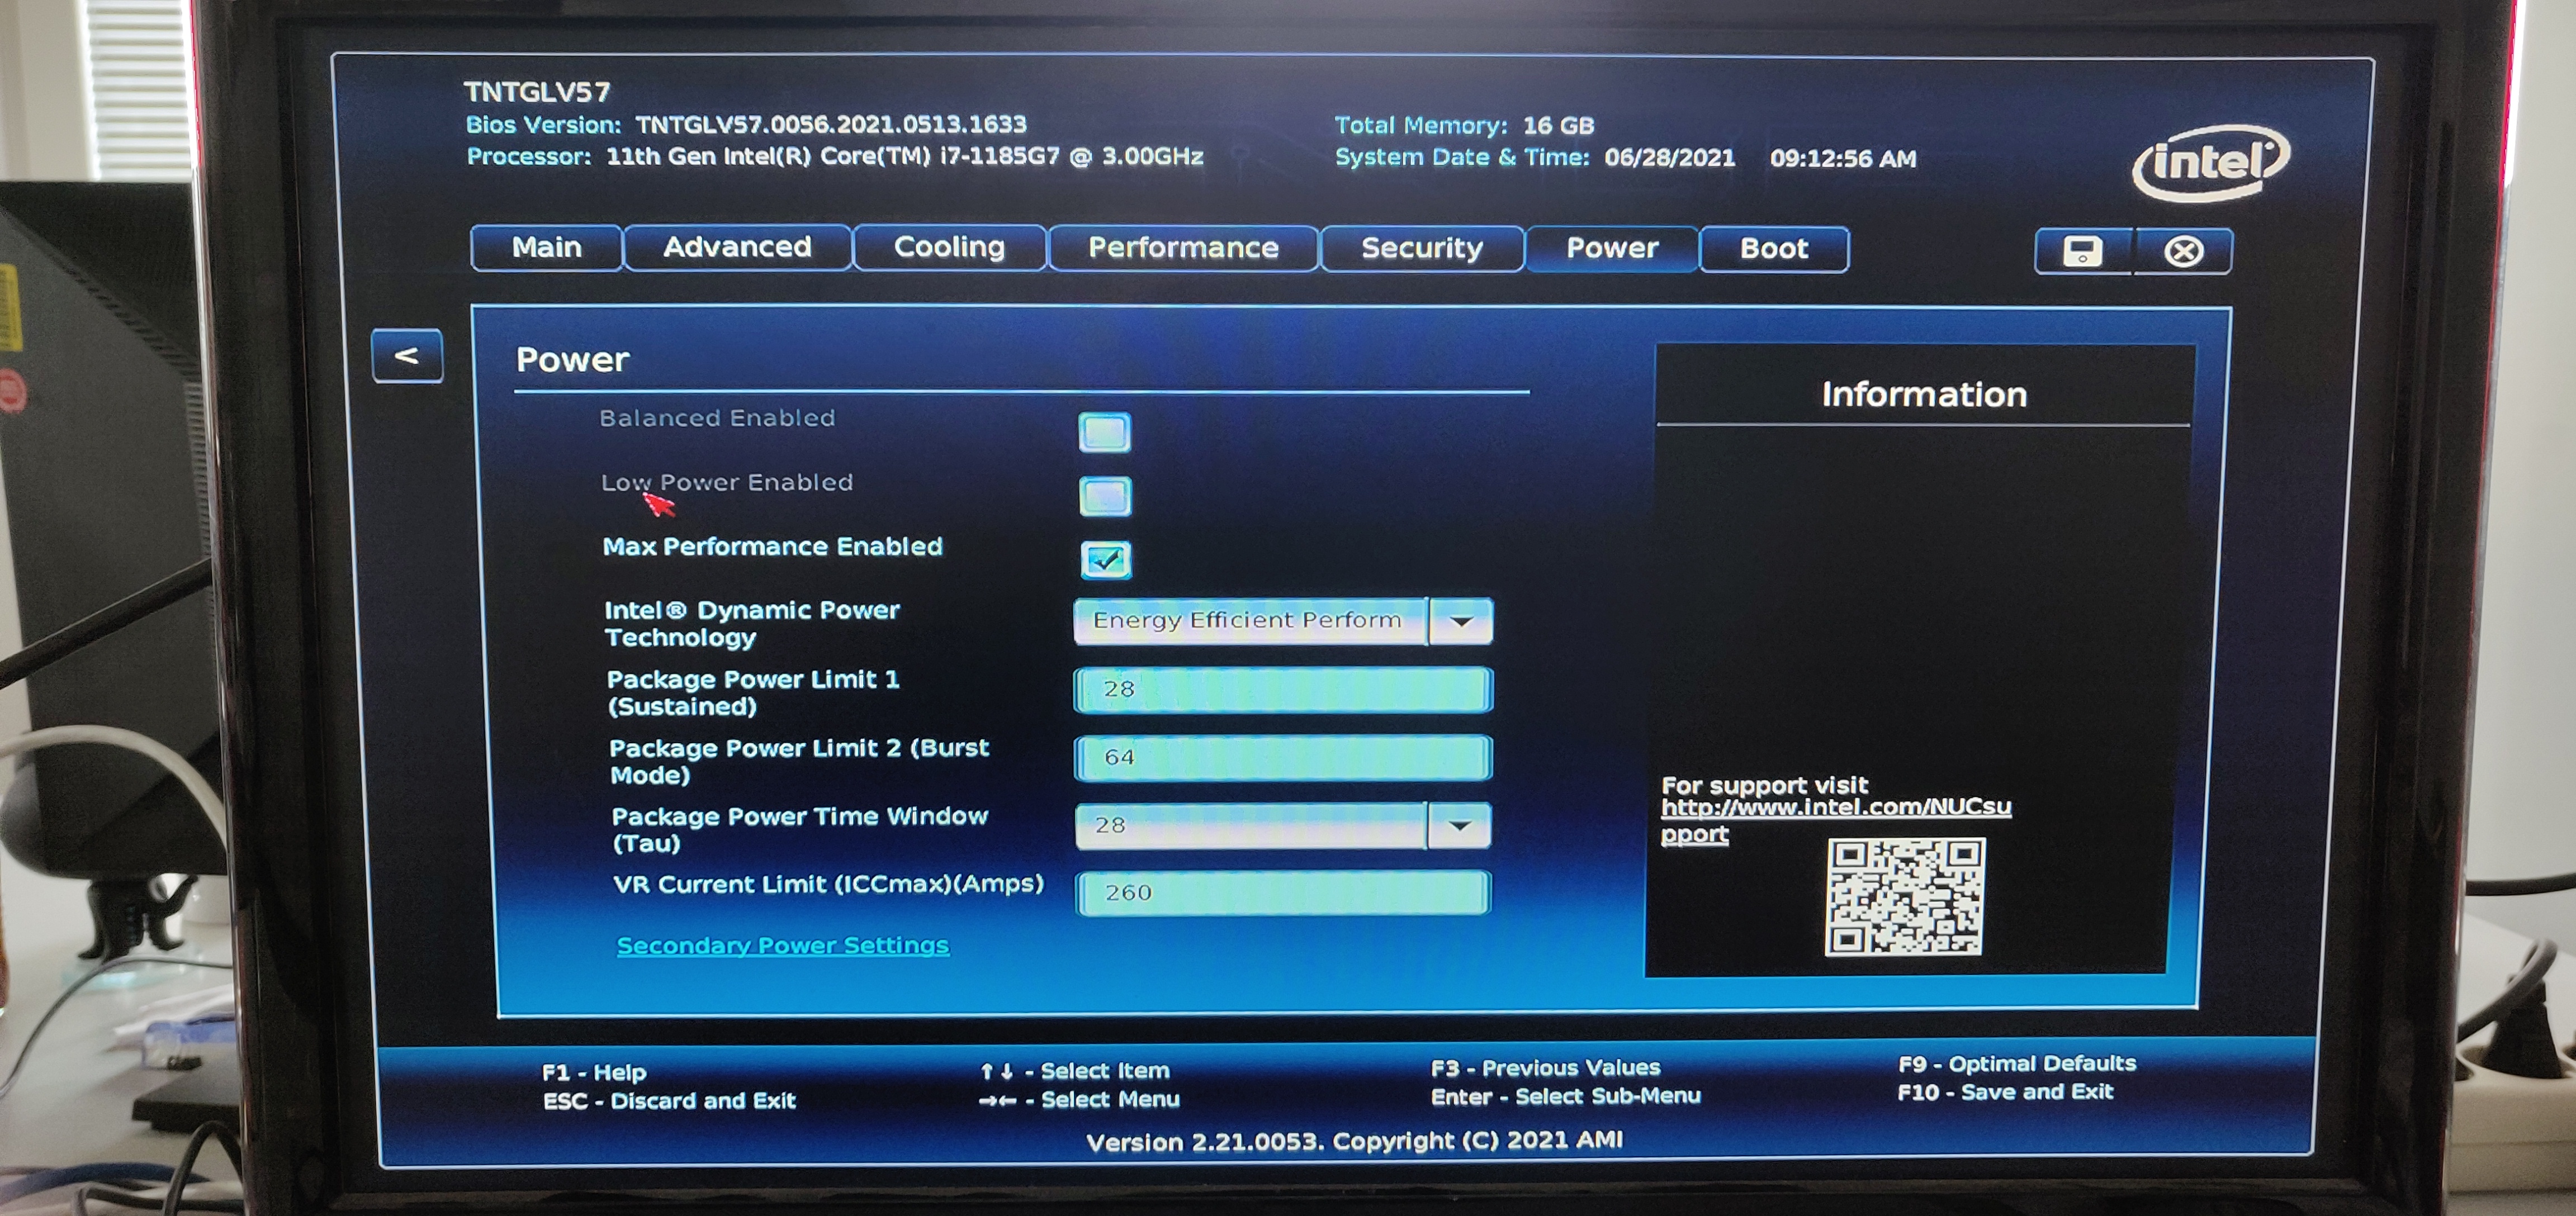 TNTGLV57
Bios Version: TNTGLV57.0056.2021.0513.1633
Processor: 11th Gen Intel(R) Core(TM) i7-1185G7 @ 3.00GHz
Total Memory: 16 GB
System Date & Time: 06/28/2021 09:12:56 AM
intel®
Main Advanced Cooling Performance Security Power Boot
<
Power
Balanced Enabled
Low Power Enabled
Max Performance Enabled
Intel® Dynamic Power
Technology
Energy Efficient Perform
Package Power Limit 1
(Sustained)
28
Package Power Limit 2 (Burst
Mode)
64
Package Power Time Window
(Tau)
28
VR Current Limit (ICCmax)(Amps)
260
Secondary Power Settings
Information
For support visit
http://www.intel.com/NUCsu
pport
F1 - Help
ESC - Discard and Exit
↑↓ - Select Item
→← - Select Menu
F3 - Previous Values
Enter - Select Sub-Menu
F9 - Optimal Defaults
F10 - Save and Exit
Version 2.21.0053. Copyright (C) 2021 AMI